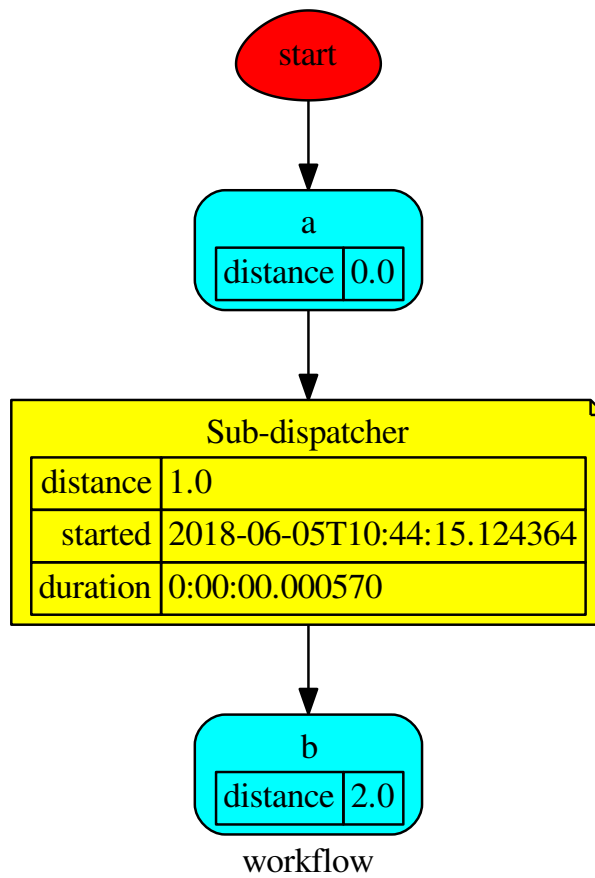 start
a
distance 0.0
Sub-dispatcher
distance 1.0
started 2018-06-05T10:44:15.124364
duration 0:00:00.000570
b
distance 2.0
workflow